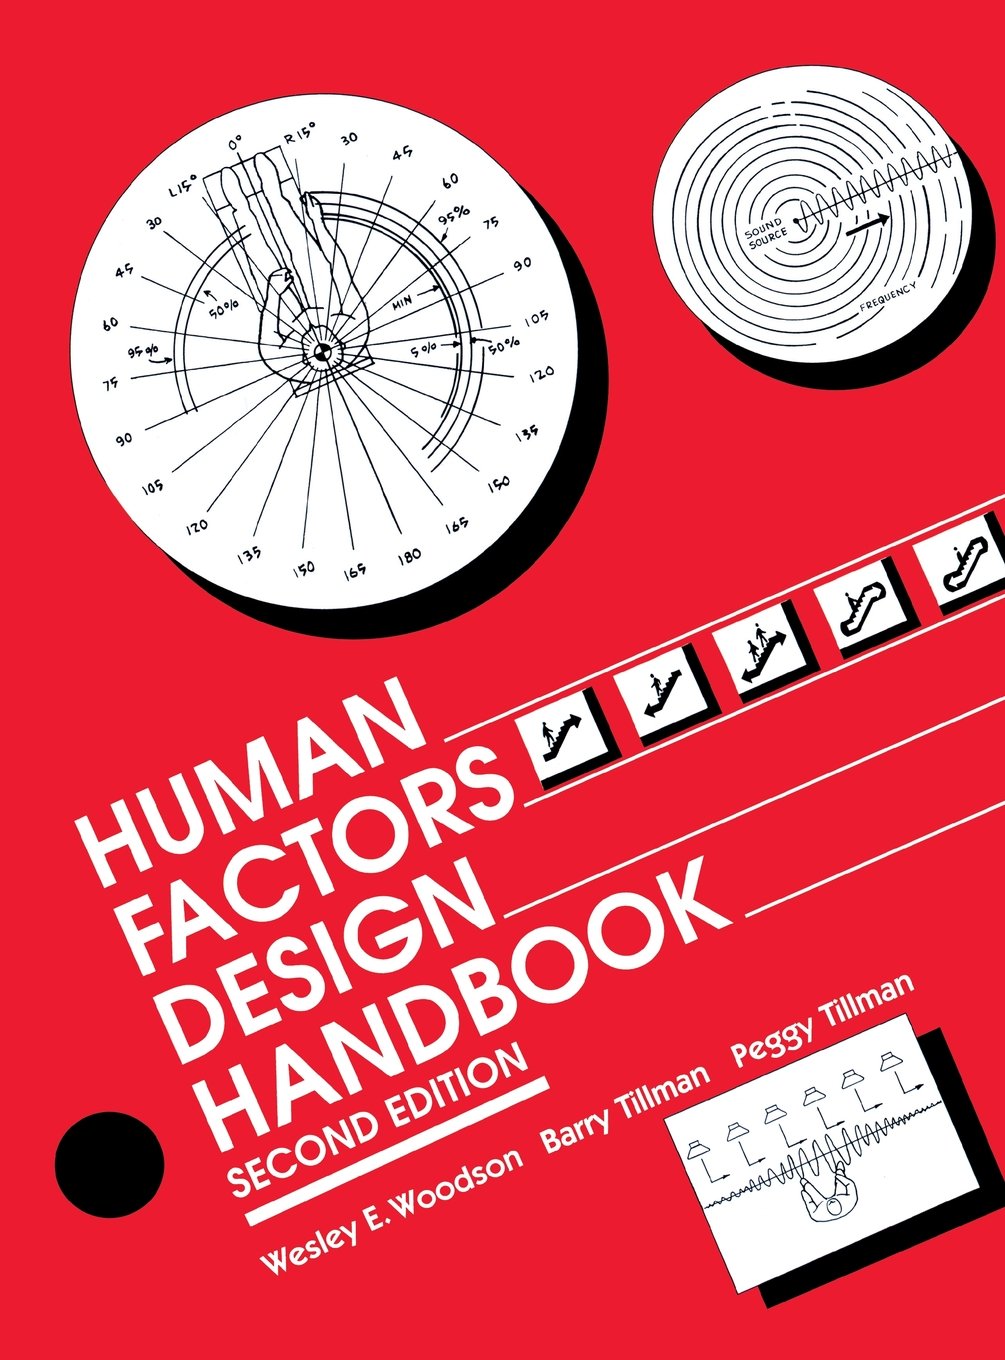 0°
L15°
R15°
30
45
60
95%
75
90
105
120
135
150
165
180
165
150
135
120
105
90
75
95%
60
45
30
50%
MIN
5%
50%
SOUND
SOURCE
FREQUENCY
HUMAN
FACTORS
DESIGN
HANDBOOK
SECOND EDITION
Wesley E. Woodson Barry Tillman Peggy Tillman